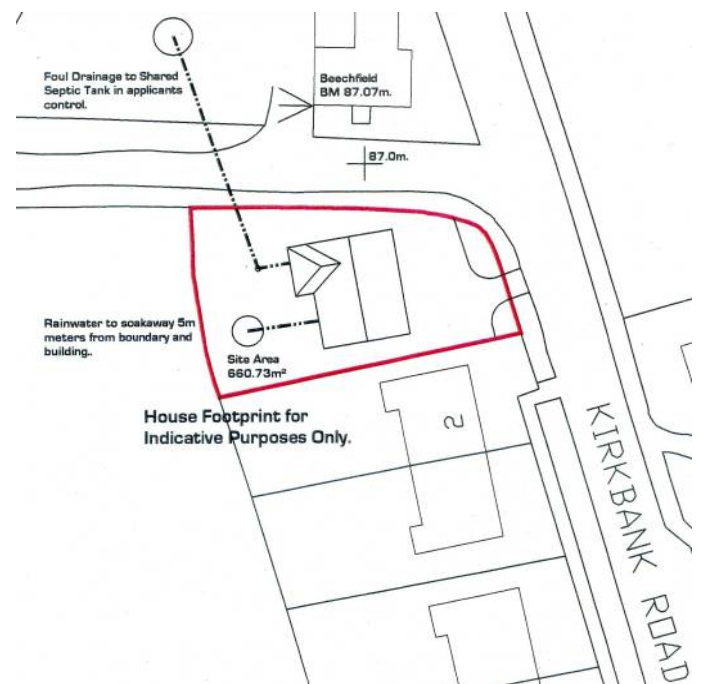 Foul Drainage to Shared
Septic Tank in applicants
control.
Beechfield
BM 87.07m.
87.0m.
Rainwater to soakaway 5m
meters from boundary and
building..
Site Area
660.73m²
House Footprint for
Indicative Purposes Only.
2
KIRKBANK ROAD